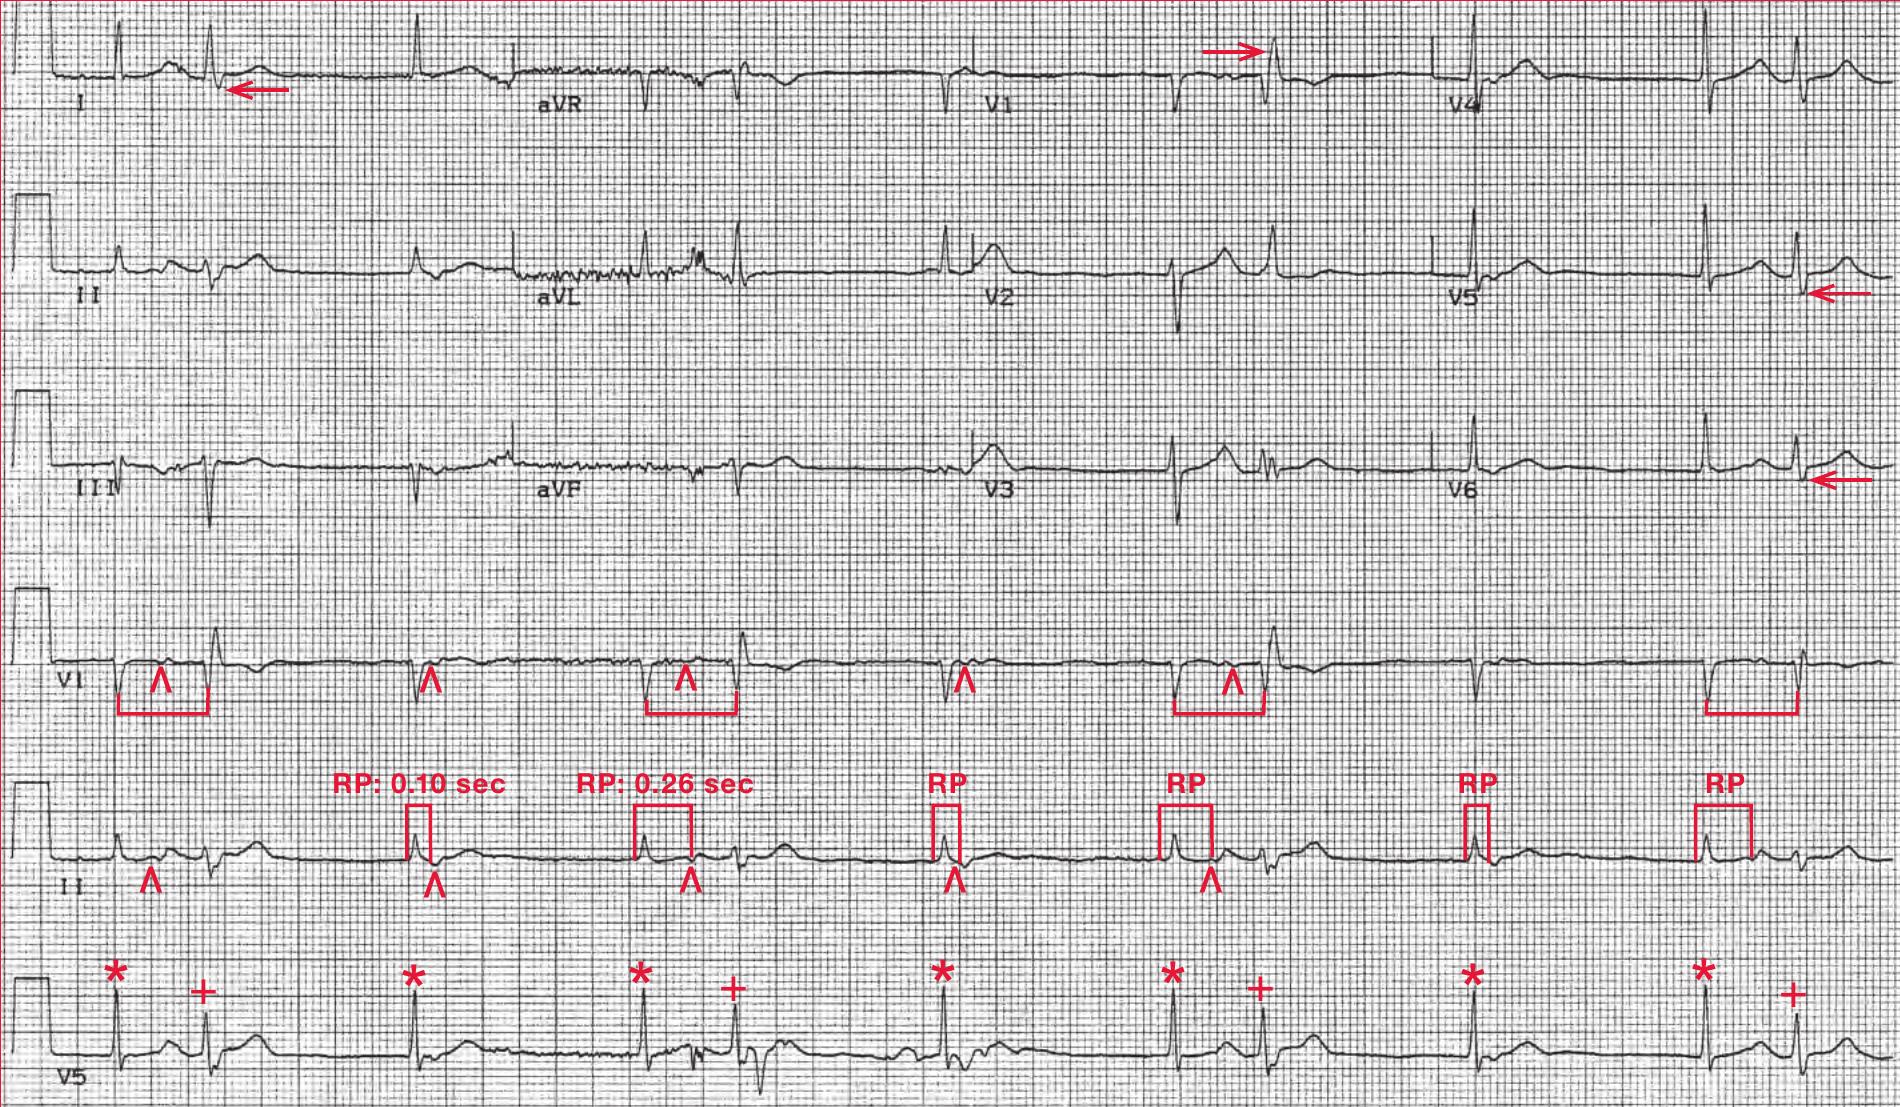 I aVR V1 V4
II aVL V2 V5
III aVF V3 V6
V1
RP: 0.10 sec RP: 0.26 sec RP RP RP RP
II
* + * * + * * + * * +
V5